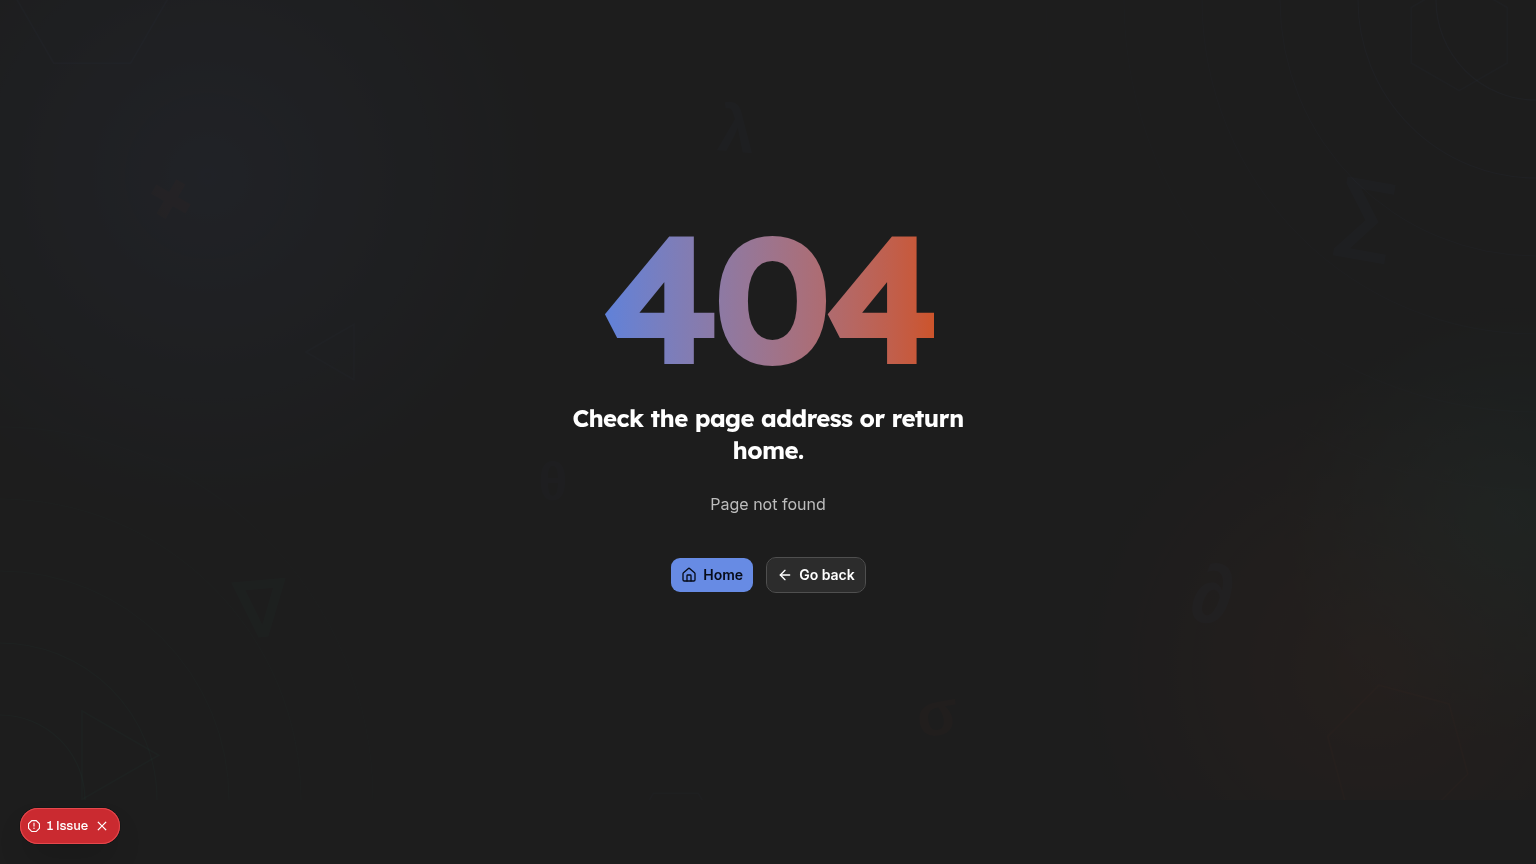 λ
Σ
404
Check the page address or return
home.
θ
Page not found
Home
Go back
∇
∂
σ
1 Issue